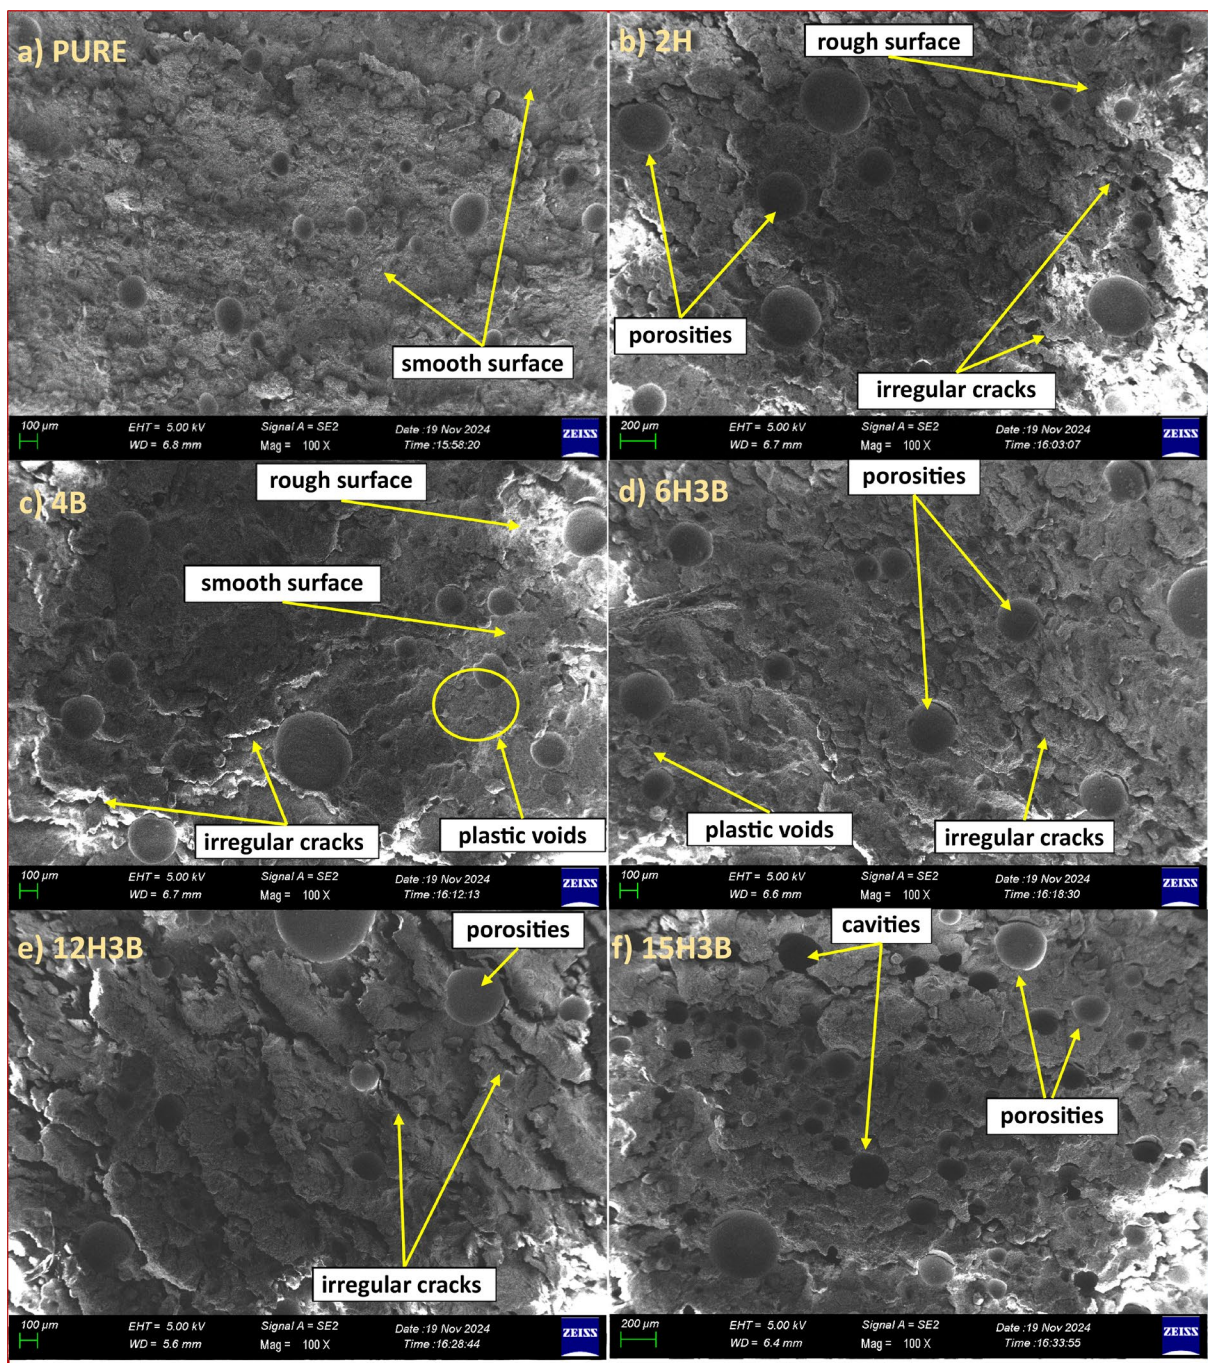 a) PURE
smooth surface
100 µm
EHT = 5.00 kV
WD = 6.8 mm
Signal A = SE2
Mag = 100 X
Date :19 Nov 2024
Time :15:58:20
ZEISS
b) 2H
rough surface
porosities
irregular cracks
200 µm
EHT = 5.00 kV
WD = 6.7 mm
Signal A = SE2
Mag = 100 X
Date :19 Nov 2024
Time :16:03:07
ZEISS
c) 4B
rough surface
smooth surface
irregular cracks
plastic voids
100 µm
EHT = 5.00 kV
WD = 6.7 mm
Signal A = SE2
Mag = 100 X
Date :19 Nov 2024
Time :16:12:13
ZEISS
d) 6H3B
porosities
plastic voids
irregular cracks
100 µm
EHT = 5.00 kV
WD = 6.6 mm
Signal A = SE2
Mag = 100 X
Date :19 Nov 2024
Time :16:18:30
ZEISS
e) 12H3B
porosities
irregular cracks
100 µm
EHT = 5.00 kV
WD = 5.6 mm
Signal A = SE2
Mag = 100 X
Date :19 Nov 2024
Time :16:28:44
ZEISS
f) 15H3B
cavities
porosities
200 µm
EHT = 5.00 kV
WD = 6.4 mm
Signal A = SE2
Mag = 100 X
Date :19 Nov 2024
Time :16:33:55
ZEISS